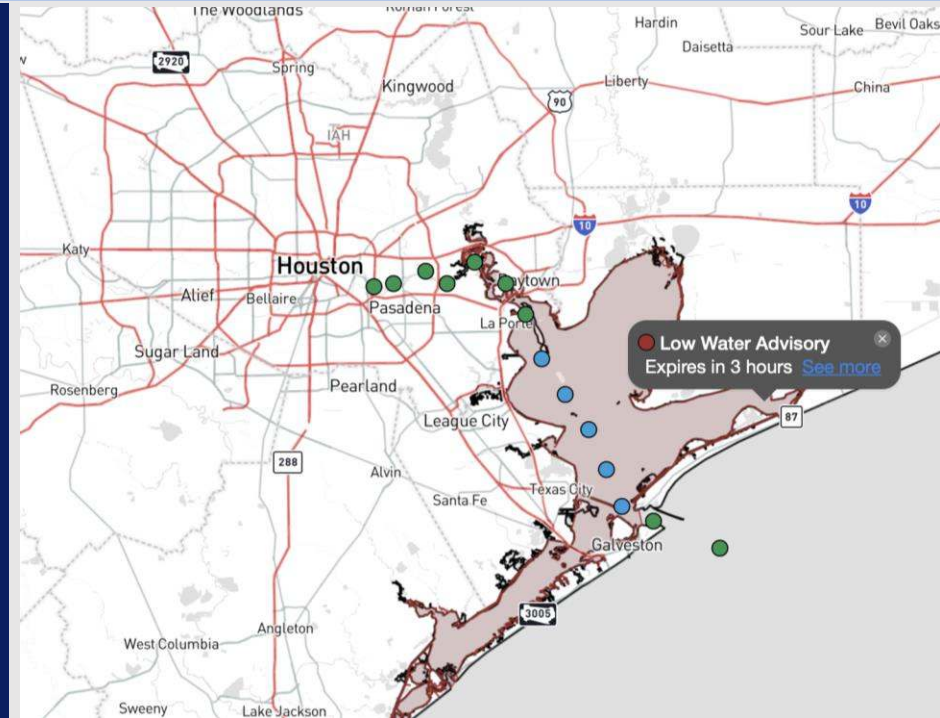 The Woodlands
Roman Forest
Hardin
Sour Lake
Bevil Oaks
Daisetta
2920
Spring
Kingwood
Liberty
China
90
IAH
10
10
Katy
Houston
Alief
Bellaire
Pasadena
La Porte
Low Water Advisory
Expires in 3 hours See more
Sugar Land
Rosenberg
Pearland
League City
87
288
Alvin
Texas City
Santa Fe
Galveston
3005
Angleton
West Columbia
Sweeny
Lake Jackson